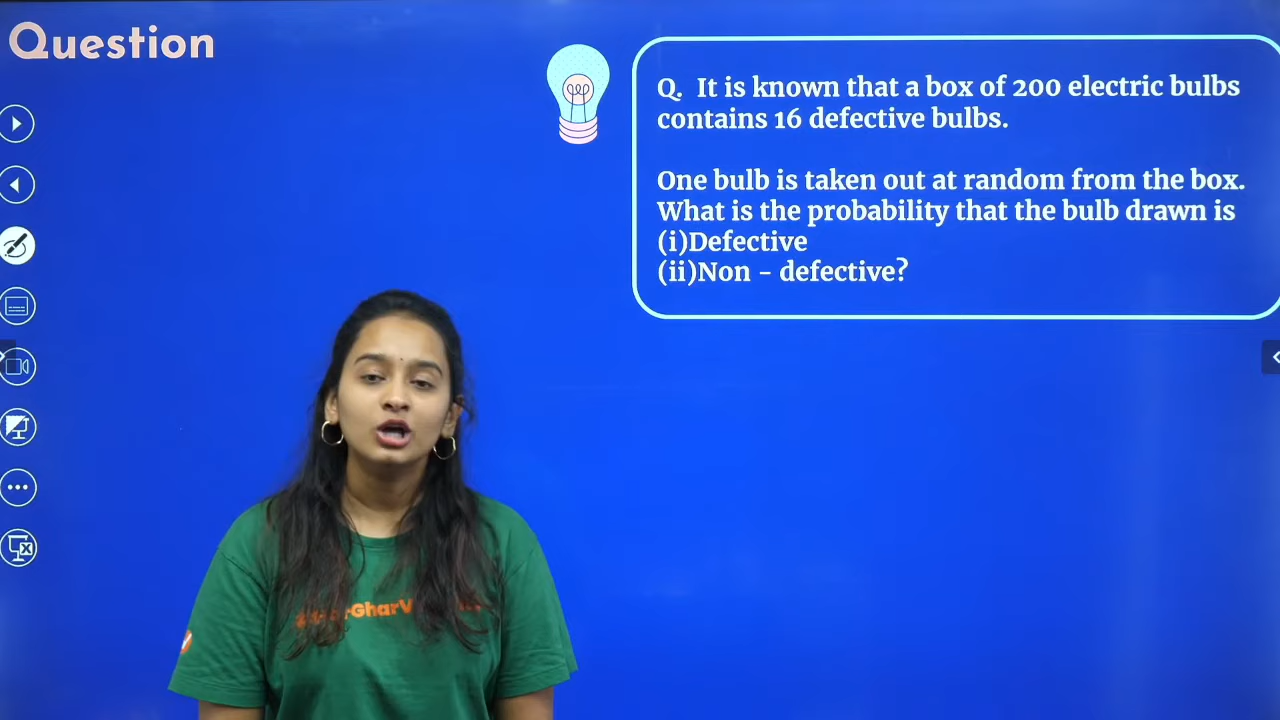 Question
Q. It is known that a box of 200 electric bulbs
contains 16 defective bulbs.
One bulb is taken out at random from the box.
What is the probability that the bulb drawn is
(i)Defective
(ii)Non - defective?